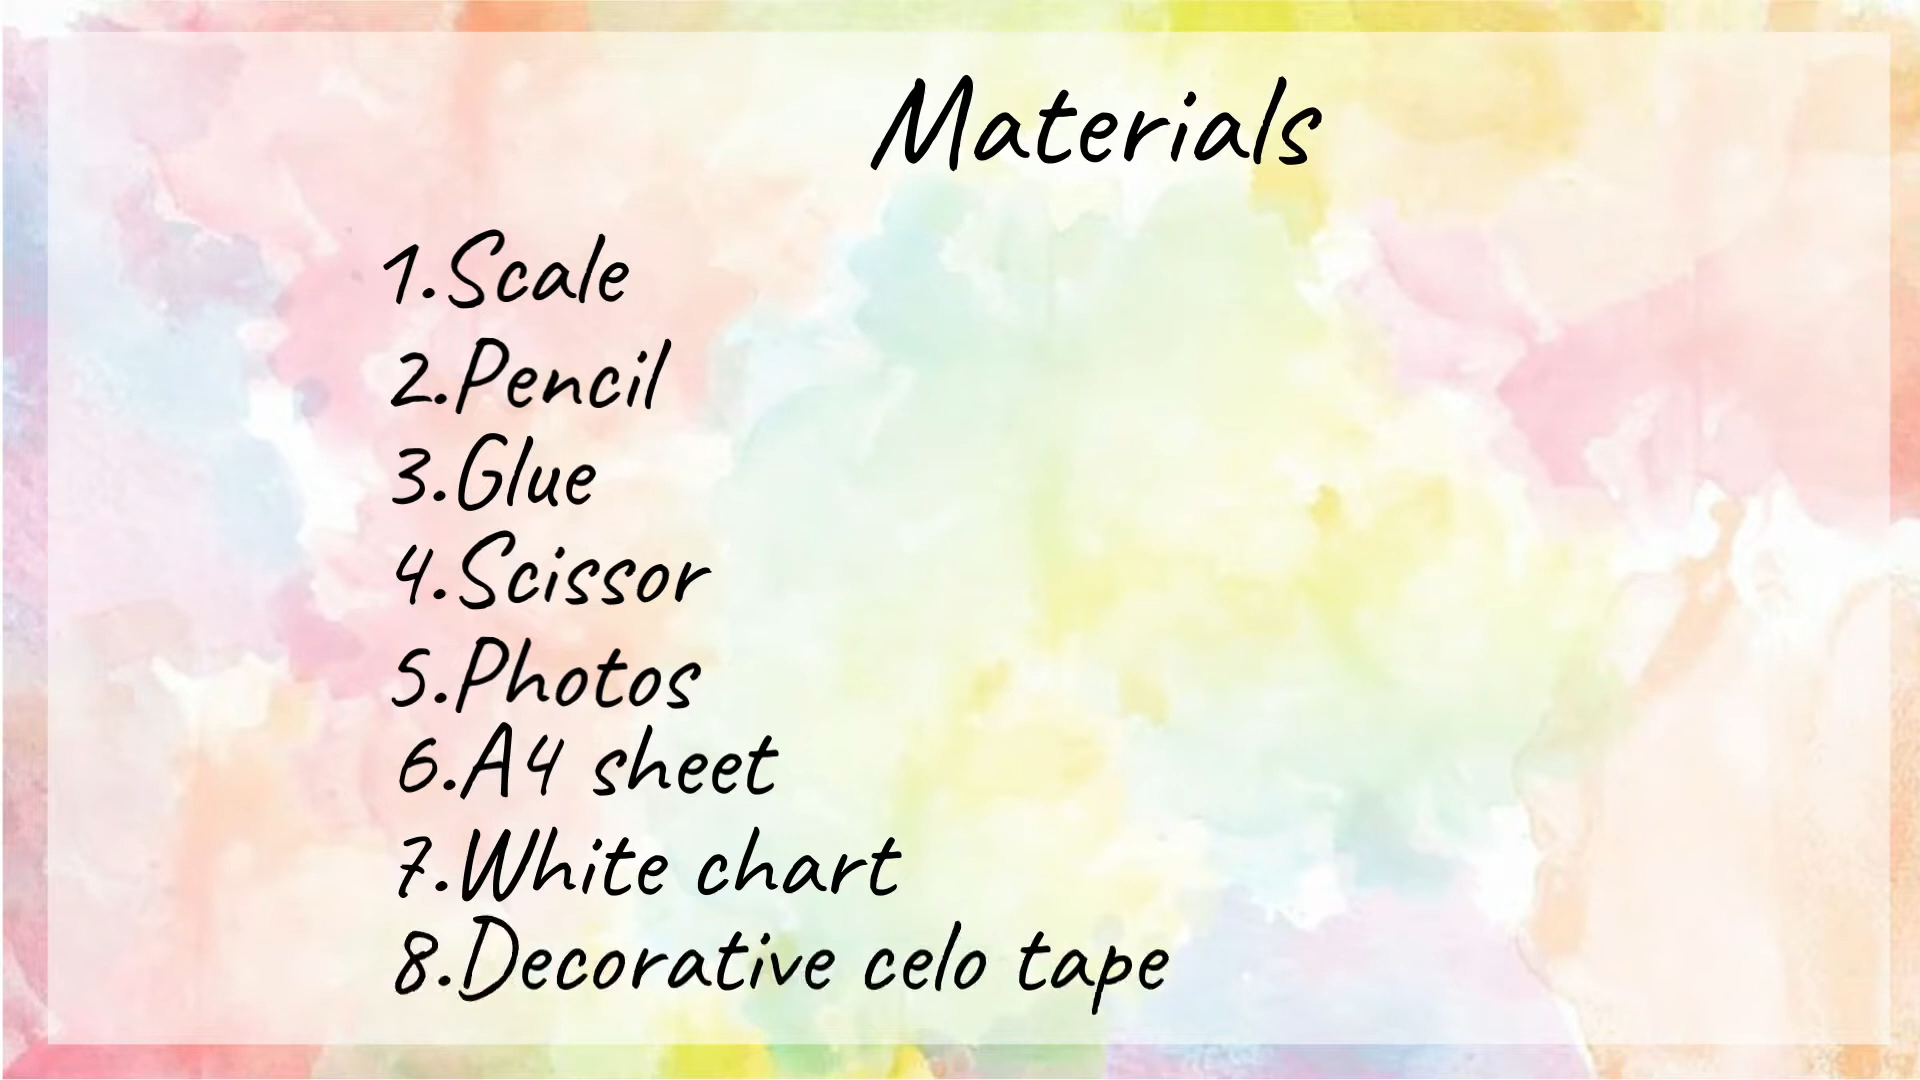 Materials
1.Scale
2.Pencil
3.Glue
4.Scissor
5.Photos
6.A4 sheet
7.White chart
8.Decorative celo tape